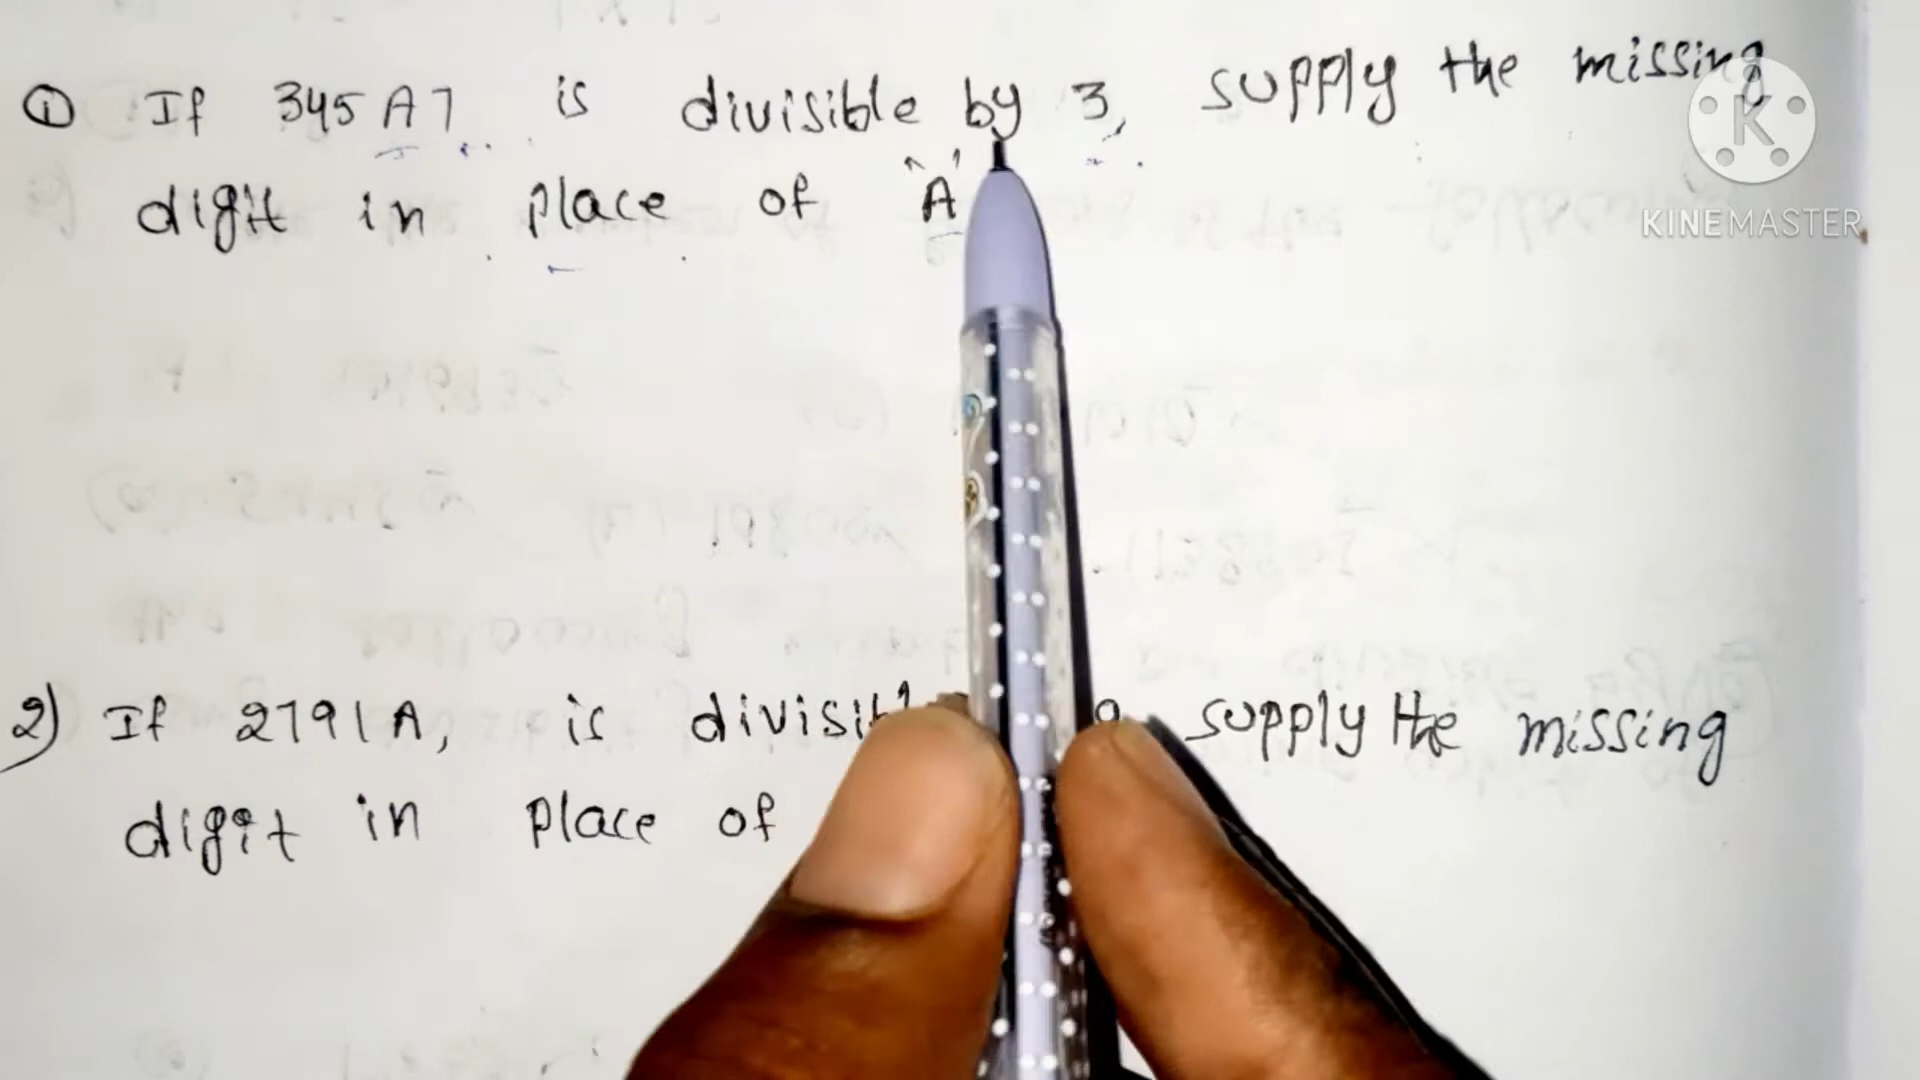 ① If 345A7 is divisible by 3, supply the missing
digit in place of "A'
K
KINEMASTER
2) If 2791A, is divisi 9 supply the missing
digit in place of